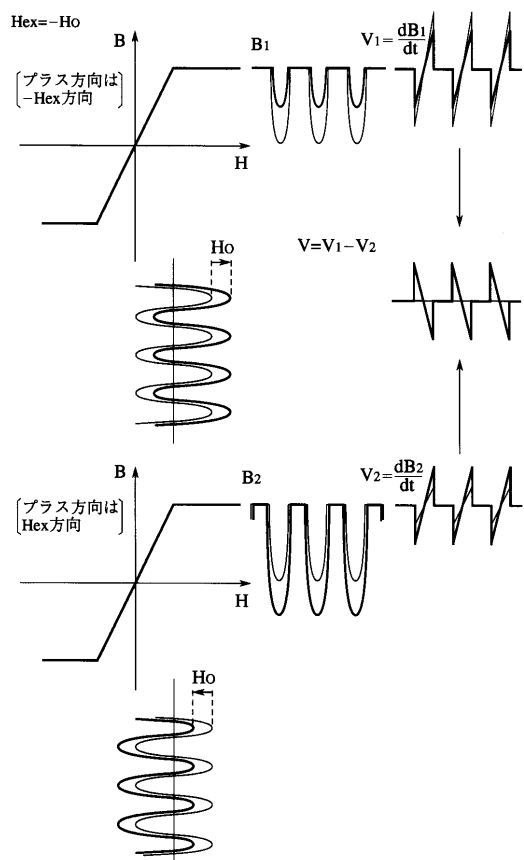 Hex=-Ho
B
B1
V1=dB1/dt
プラス方向は
-Hex方向
H
Ho
V=V1-V2
B
B2
V2=dB2/dt
プラス方向は
Hex方向
H
Ho